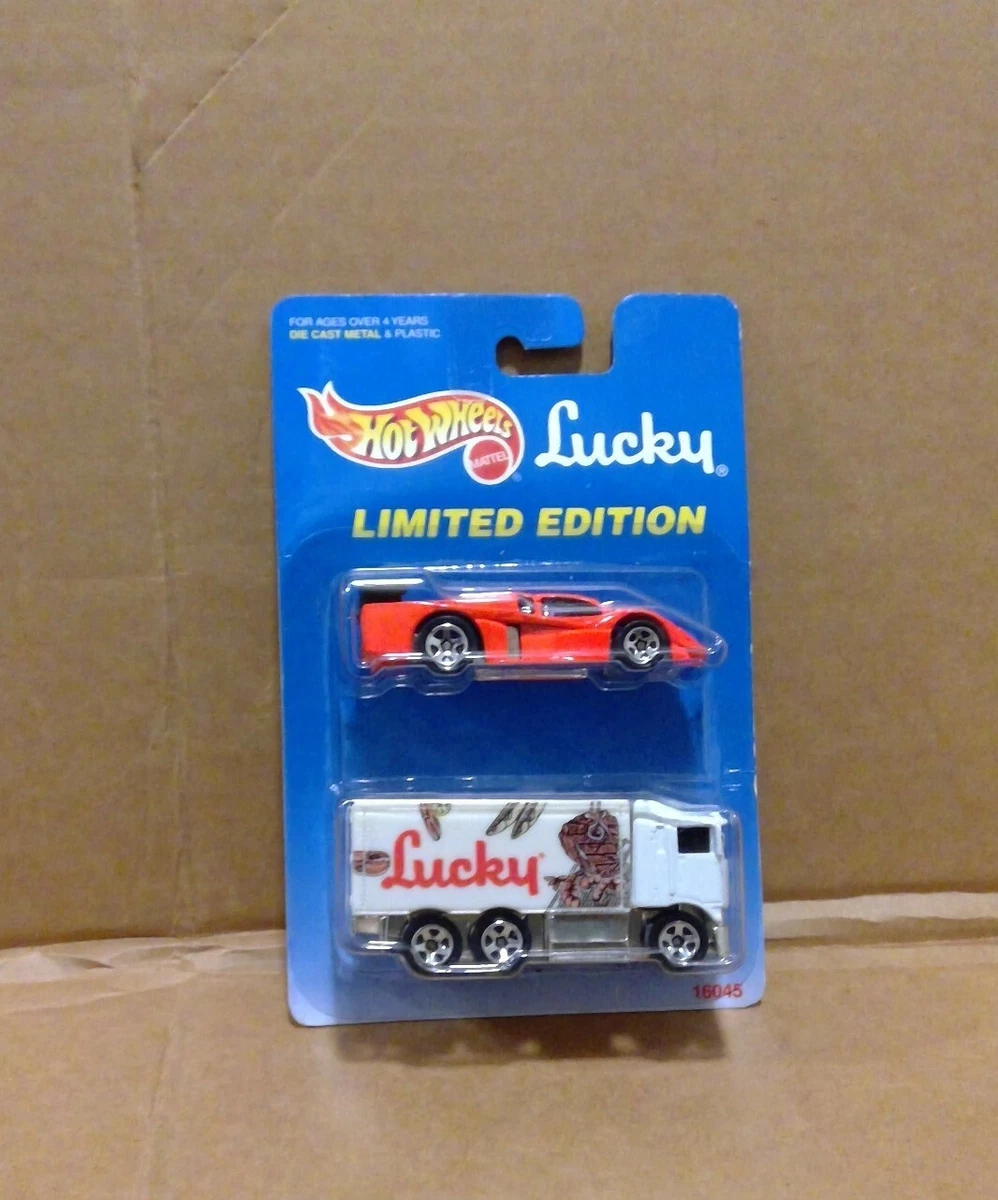 FOR AGES OVER 4 YEARS
DIE CAST METAL & PLASTIC
HOT WHEELS
MATTEL
®
Lucky®
LIMITED EDITION
Lucky
16045